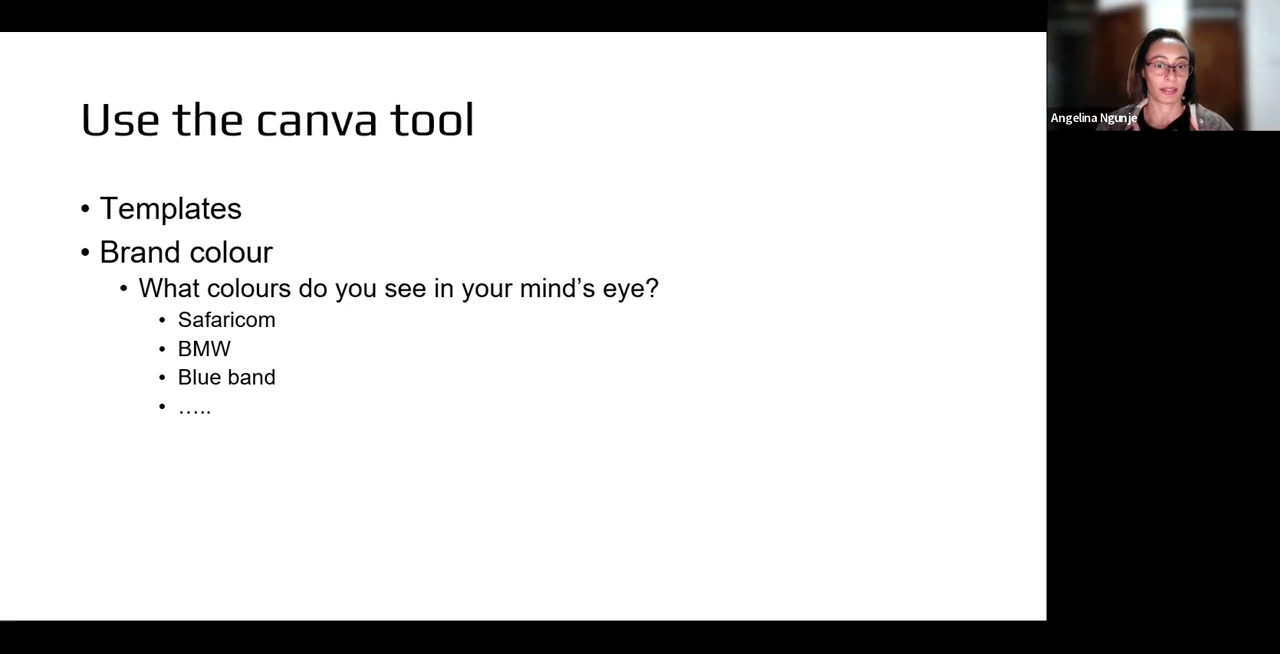 Use the canva tool
• Templates
• Brand colour
• What colours do you see in your mind’s eye?
• Safaricom
• BMW
• Blue band
• …..
Angelina Ngunje